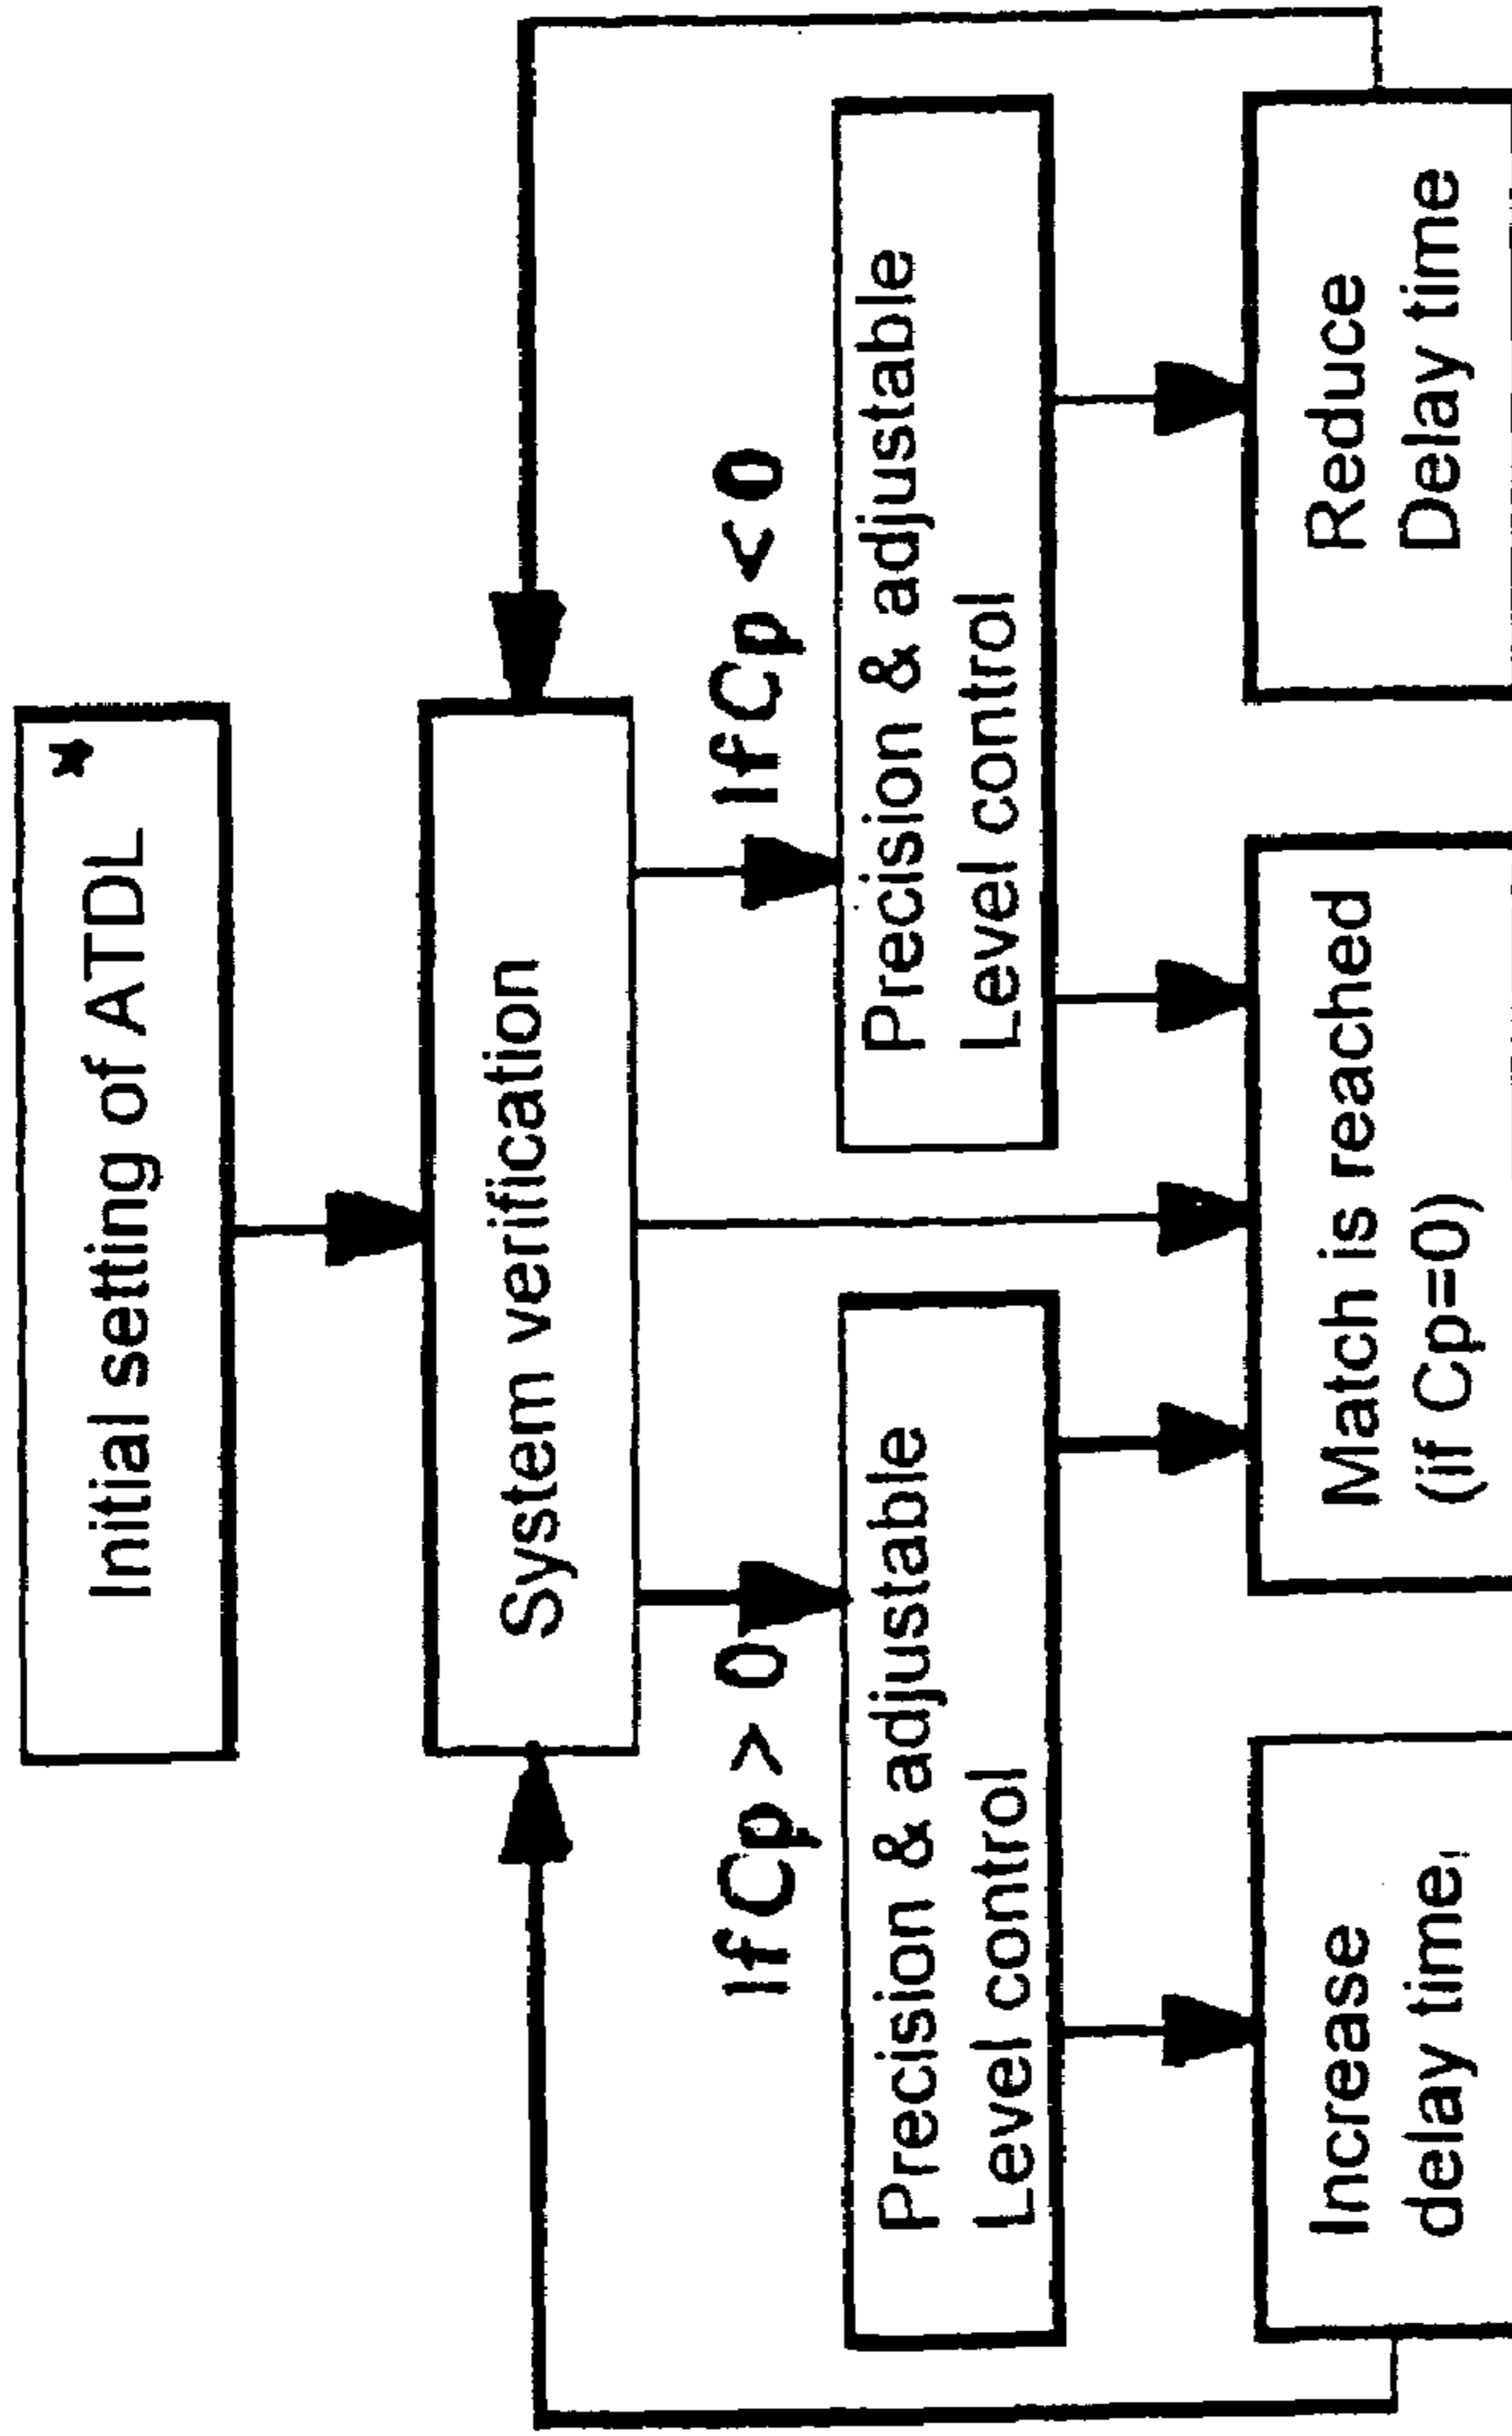 Initial setting of ATDL*
System verification
if Cp > 0
if Cp < 0
Precision & adjustable
Level control
Precision & adjustable
Level control
Increase
delay time
Match is reached
(if Cp=0)
Reduce
Delay time